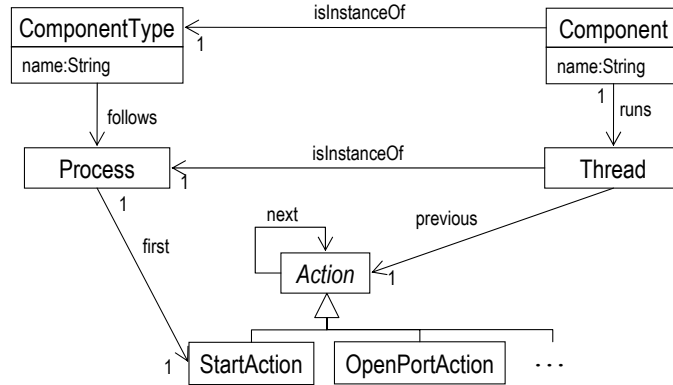 ComponentType
isInstanceOf
Component
1
name:String
name:String
1
follows
runs
Process
isInstanceOf
Thread
1
1
next
previous
first
Action
1
1
StartAction
OpenPortAction
...